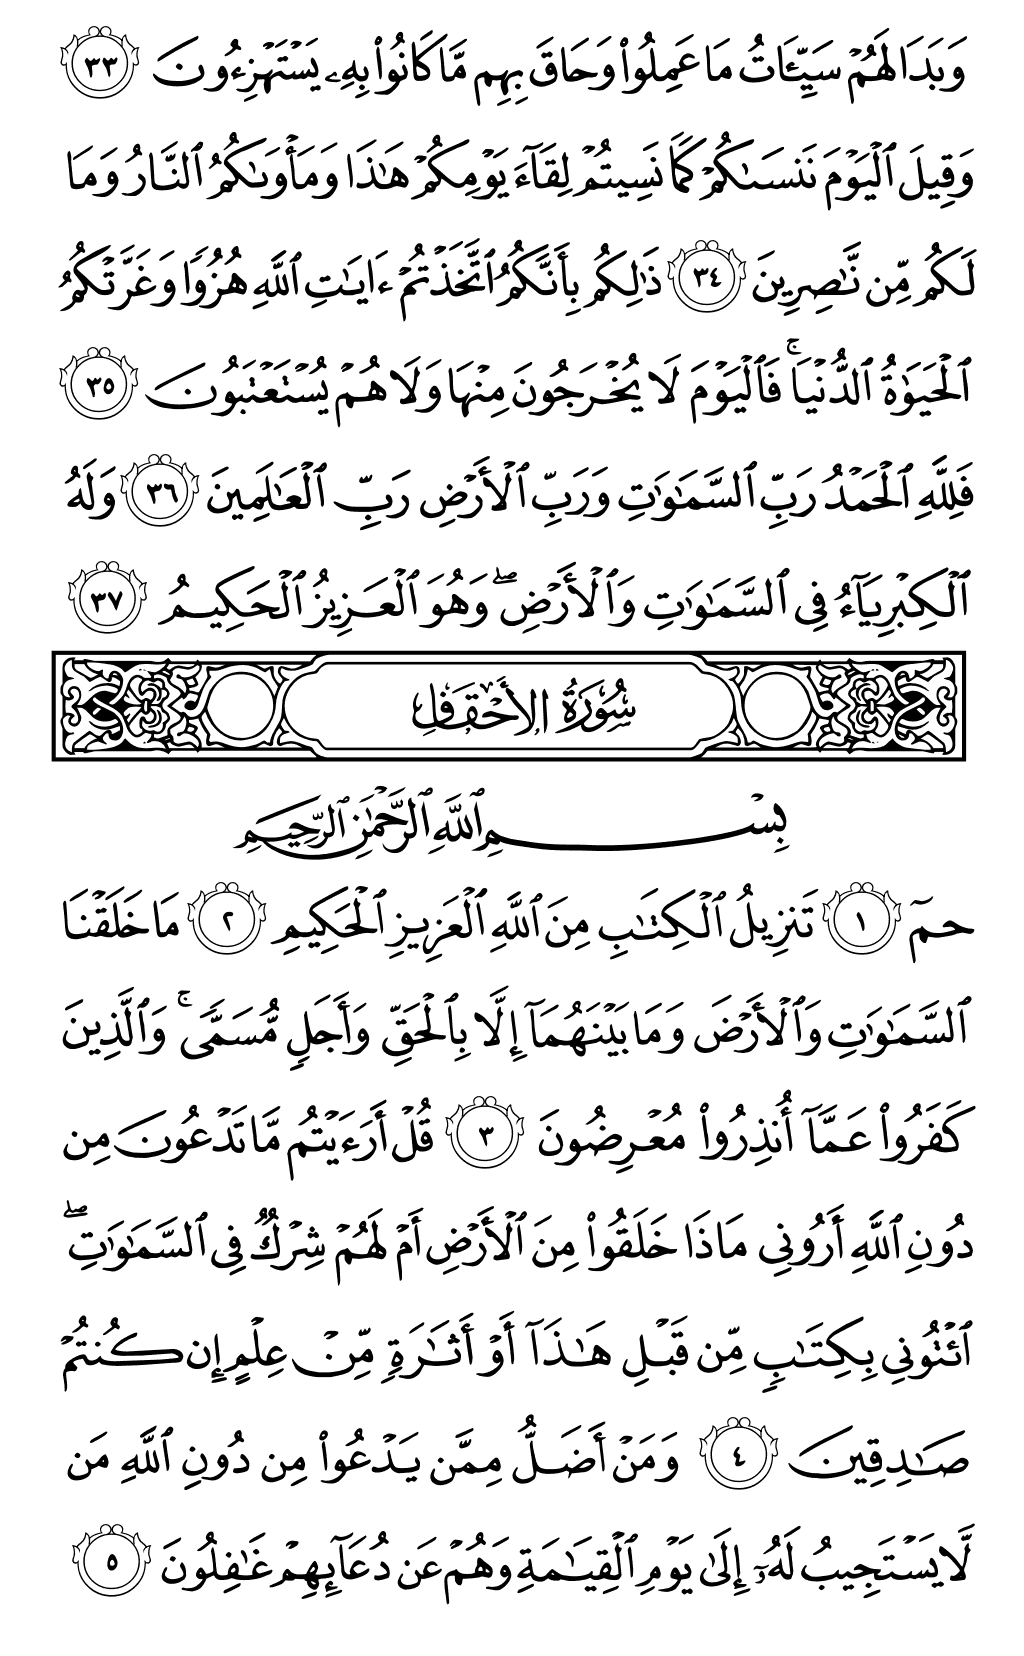 وَبَدَا لَهُمۡ سَيِّـَٔاتُ مَا عَمِلُواْ وَحَاقَ بِهِم مَّا كَانُواْ بِهِۦ يَسۡتَهۡزِءُونَ ٣٣
وَقِيلَ ٱلۡيَوۡمَ نَنسَىٰكُمۡ كَمَا نَسِيتُمۡ لِقَآءَ يَوۡمِكُمۡ هَٰذَا وَمَأۡوَىٰكُمُ ٱلنَّارُ وَمَا
لَكُم مِّن نَّٰصِرِينَ ٣٤ ذَٰلِكُم بِأَنَّكُمُ ٱتَّخَذۡتُمۡ ءَايَٰتِ ٱللَّهِ هُزُوٗا وَغَرَّتۡكُمُ
ٱلۡحَيَوٰةُ ٱلدُّنۡيَاۚ فَٱلۡيَوۡمَ لَا يُخۡرَجُونَ مِنۡهَا وَلَا هُمۡ يُسۡتَعۡتَبُونَ ٣٥
فَلِلَّهِ ٱلۡحَمۡدُ رَبِّ ٱلسَّمَٰوَٰتِ وَرَبِّ ٱلۡأَرۡضِ رَبِّ ٱلۡعَٰلَمِينَ ٣٦ وَلَهُ
ٱلۡكِبۡرِيَآءُ فِي ٱلسَّمَٰوَٰتِ وَٱلۡأَرۡضِۖ وَهُوَ ٱلۡعَزِيزُ ٱلۡحَكِيمُ ٣٧
سُورَةُ الأَحۡقَافِ
بِسۡمِ ٱللَّهِ ٱلرَّحۡمَٰنِ ٱلرَّحِيمِ
حمٓ ١ تَنزِيلُ ٱلۡكِتَٰبِ مِنَ ٱللَّهِ ٱلۡعَزِيزِ ٱلۡحَكِيمِ ٢ مَا خَلَقۡنَا
ٱلسَّمَٰوَٰتِ وَٱلۡأَرۡضَ وَمَا بَيۡنَهُمَآ إِلَّا بِٱلۡحَقِّ وَأَجَلٖ مُّسَمّٗىۚ وَٱلَّذِينَ
كَفَرُواْ عَمَّآ أُنذِرُواْ مُعۡرِضُونَ ٣ قُلۡ أَرَءَيۡتُم مَّا تَدۡعُونَ مِن
دُونِ ٱللَّهِ أَرُونِي مَاذَا خَلَقُواْ مِنَ ٱلۡأَرۡضِ أَمۡ لَهُمۡ شِرۡكٞ فِي ٱلسَّمَٰوَٰتِۖ
ٱئۡتُونِي بِكِتَٰبٖ مِّن قَبۡلِ هَٰذَآ أَوۡ أَثَٰرَةٖ مِّنۡ عِلۡمٍ إِن كُنتُمۡ
صَٰدِقِينَ ٤ وَمَنۡ أَضَلُّ مِمَّن يَدۡعُواْ مِن دُونِ ٱللَّهِ مَن
لَّا يَسۡتَجِيبُ لَهُۥٓ إِلَىٰ يَوۡمِ ٱلۡقِيَٰمَةِ وَهُمۡ عَن دُعَآئِهِمۡ غَٰفِلُونَ ٥